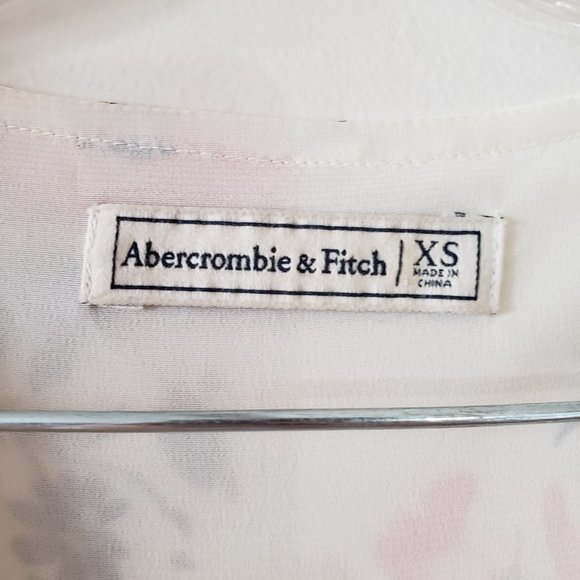 Abercrombie & Fitch | XS
MADE IN
CHINA